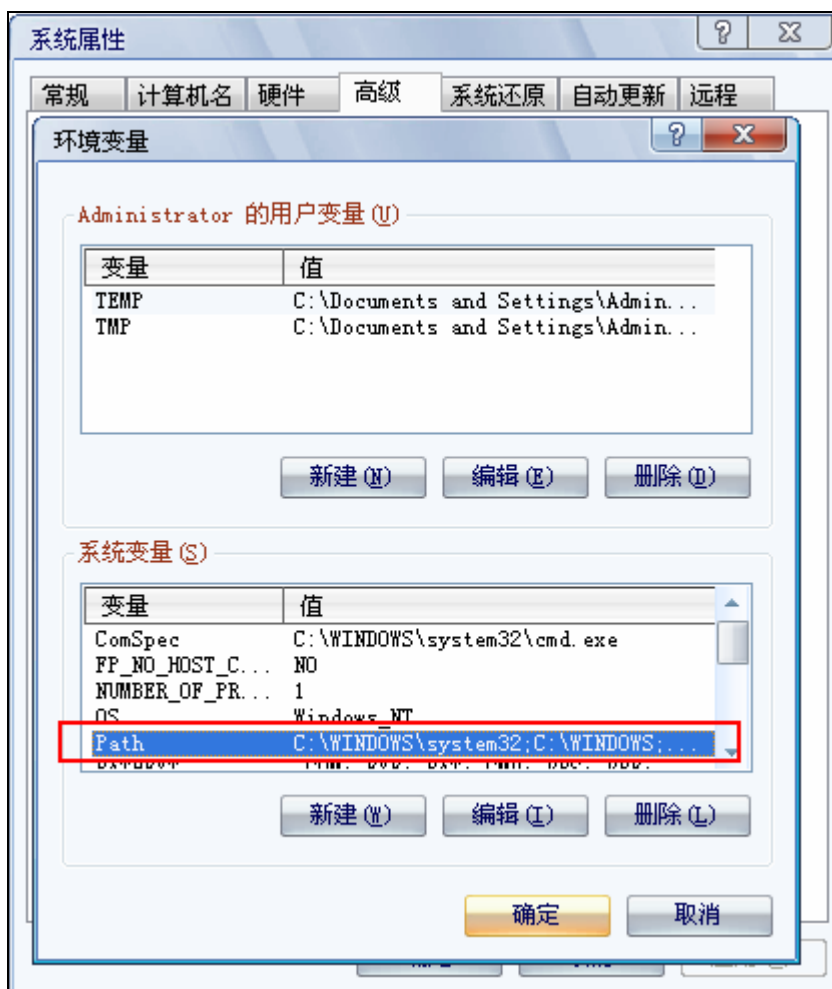 系统属性
常规 计算机名 硬件 高级 系统还原 自动更新 远程
环境变量
Administrator 的用户变量(U)
变量 值
TEMP C:\Documents and Settings\Admin...
TMP C:\Documents and Settings\Admin...
新建(N) 编辑(E) 删除(D)
系统变量(S)
变量 值
ComSpec C:\WINDOWS\system32\cmd.exe
FP_NO_HOST_C... NO
NUMBER_OF_PR... 1
OS Windows_NT
Path C:\WINDOWS\system32;C:\WINDOWS;...
新建(W) 编辑(I) 删除(L)
确定 取消